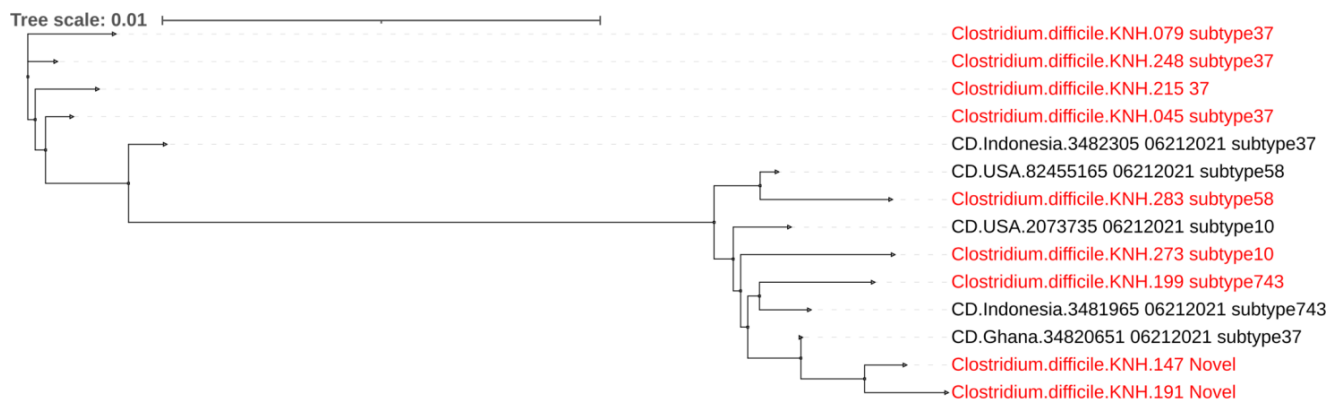 Tree scale: 0.01
Clostridium.difficile.KNH.079 subtype37
Clostridium.difficile.KNH.248 subtype37
Clostridium.difficile.KNH.215 37
Clostridium.difficile.KNH.045 subtype37
CD.Indonesia.3482305 06212021 subtype37
CD.USA.82455165 06212021 subtype58
Clostridium.difficile.KNH.283 subtype58
CD.USA.2073735 06212021 subtype10
Clostridium.difficile.KNH.273 subtype10
Clostridium.difficile.KNH.199 subtype743
CD.Indonesia.3481965 06212021 subtype743
CD.Ghana.34820651 06212021 subtype37
Clostridium.difficile.KNH.147 Novel
Clostridium.difficile.KNH.191 Novel